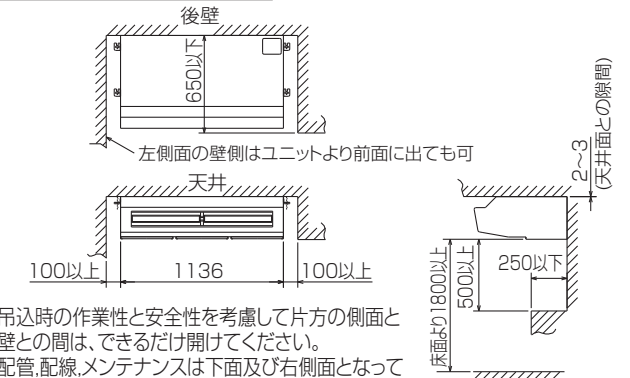 後壁
650以下
左側面の壁側はユニットより前面に出ても可
天井
100以上
1136
100以上
2~3
(天井面との隙間)
250以下
500以上
床面より1800以上
吊込時の作業性と安全性を考慮して片方の側面と
壁との間は、できるだけ開けてください。
配管,配線,メンテナンスは下面及び右側面となって